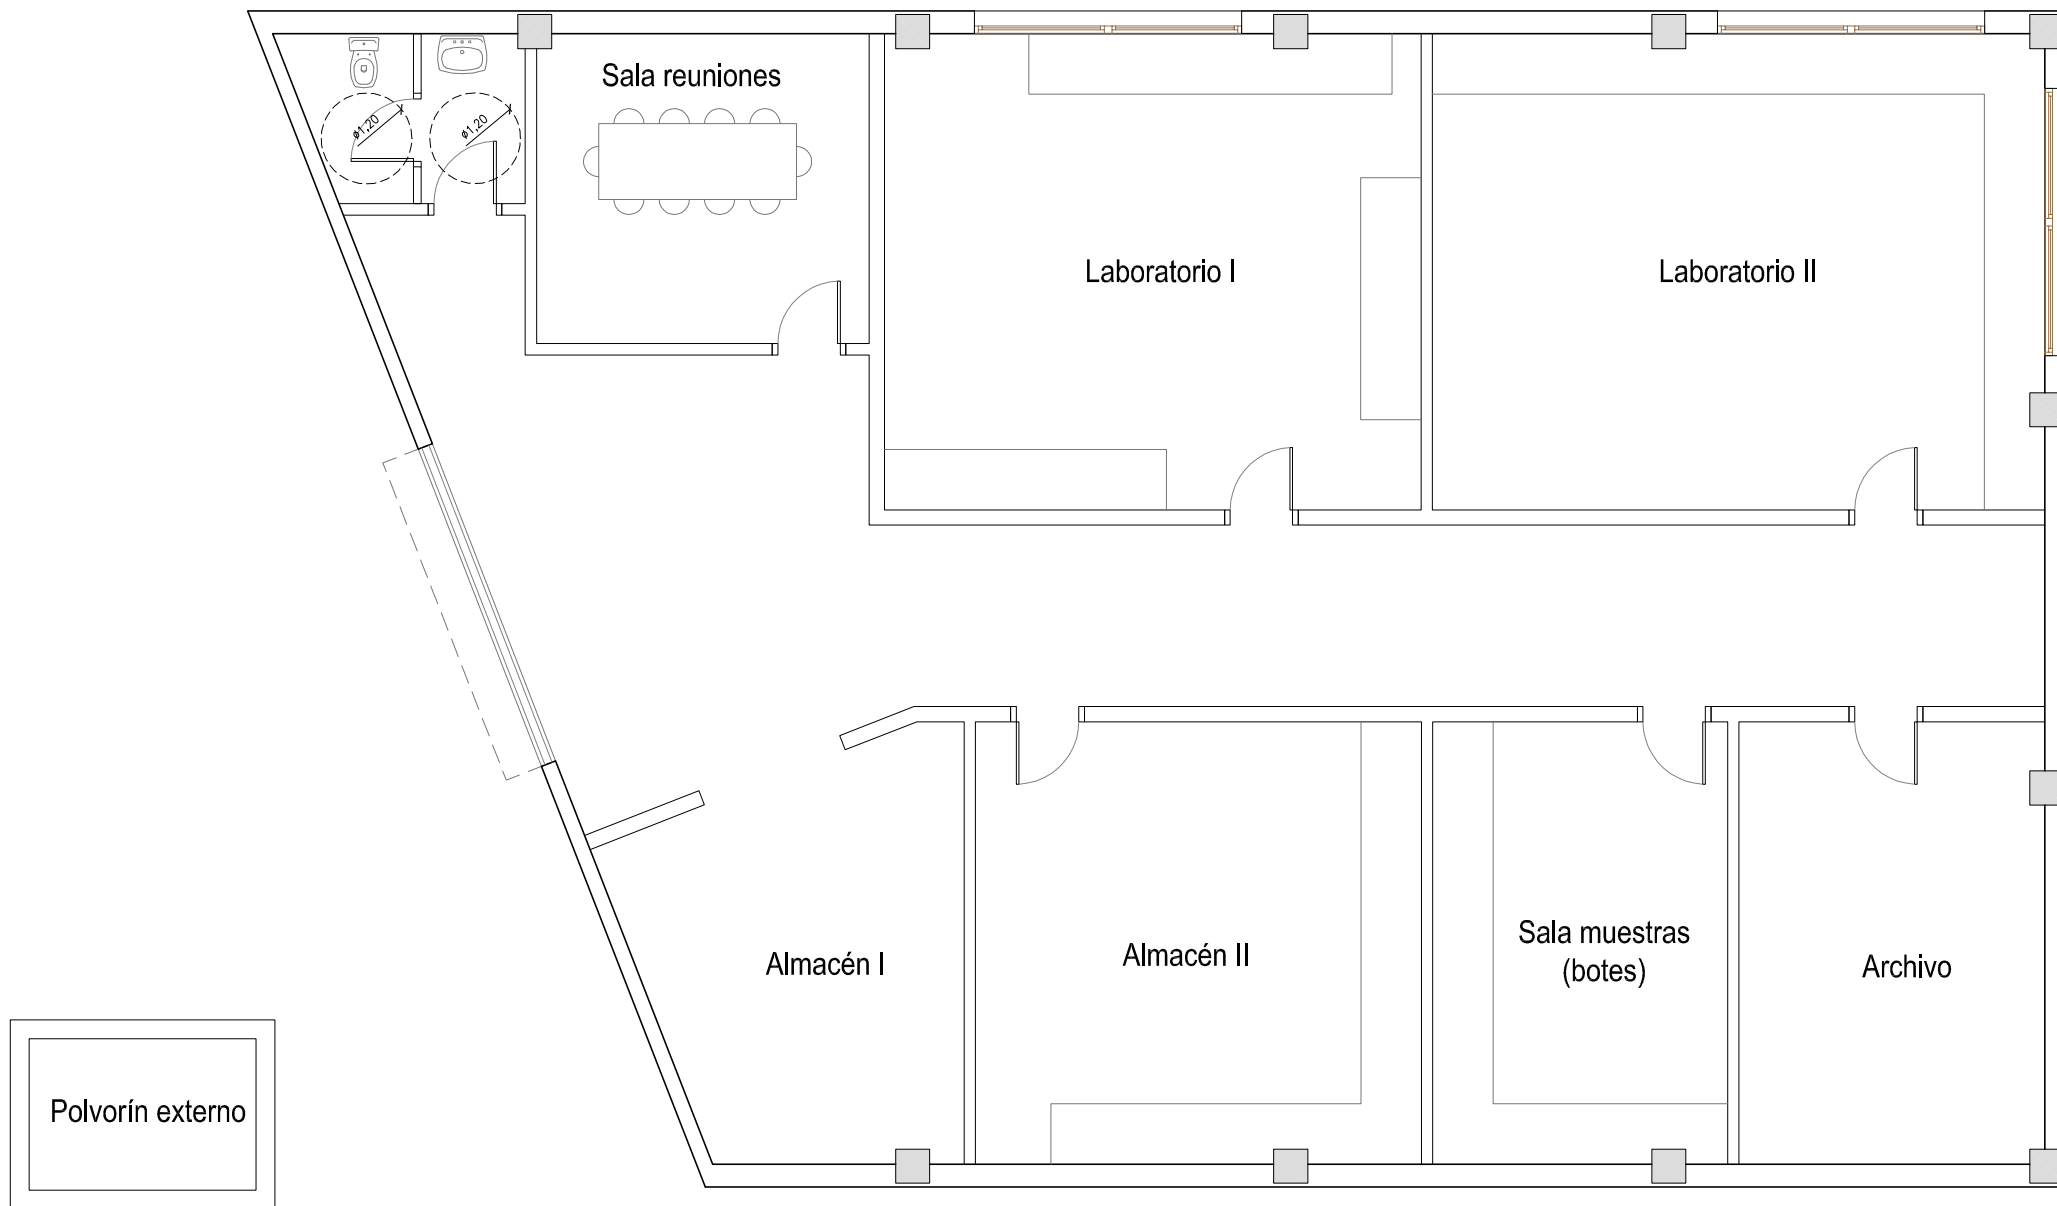 Sala reuniones
ø1,20
ø1,20
Laboratorio I
Laboratorio II
Almacén I
Almacén II
Sala muestras
(botes)
Archivo
Polvorín externo